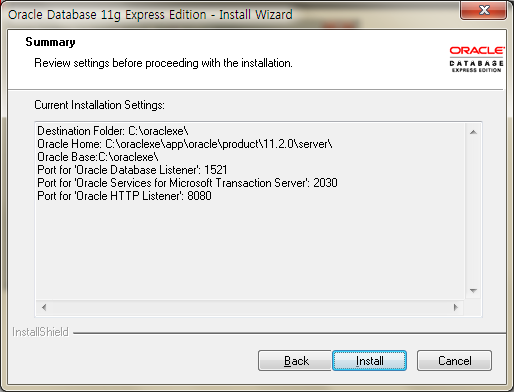 Oracle Database 11g Express Edition - Install Wizard
Summary
Review settings before proceeding with the installation.
ORACLE
DATABASE
EXPRESS EDITION
Current Installation Settings:
Destination Folder: C:\oraclexe\
Oracle Home: C:\oraclexe\app\oracle\product\11.2.0\server\
Oracle Base:C:\oraclexe\
Port for 'Oracle Database Listener': 1521
Port for 'Oracle Services for Microsoft Transaction Server': 2030
Port for 'Oracle HTTP Listener': 8080
InstallShield
Back
Install
Cancel